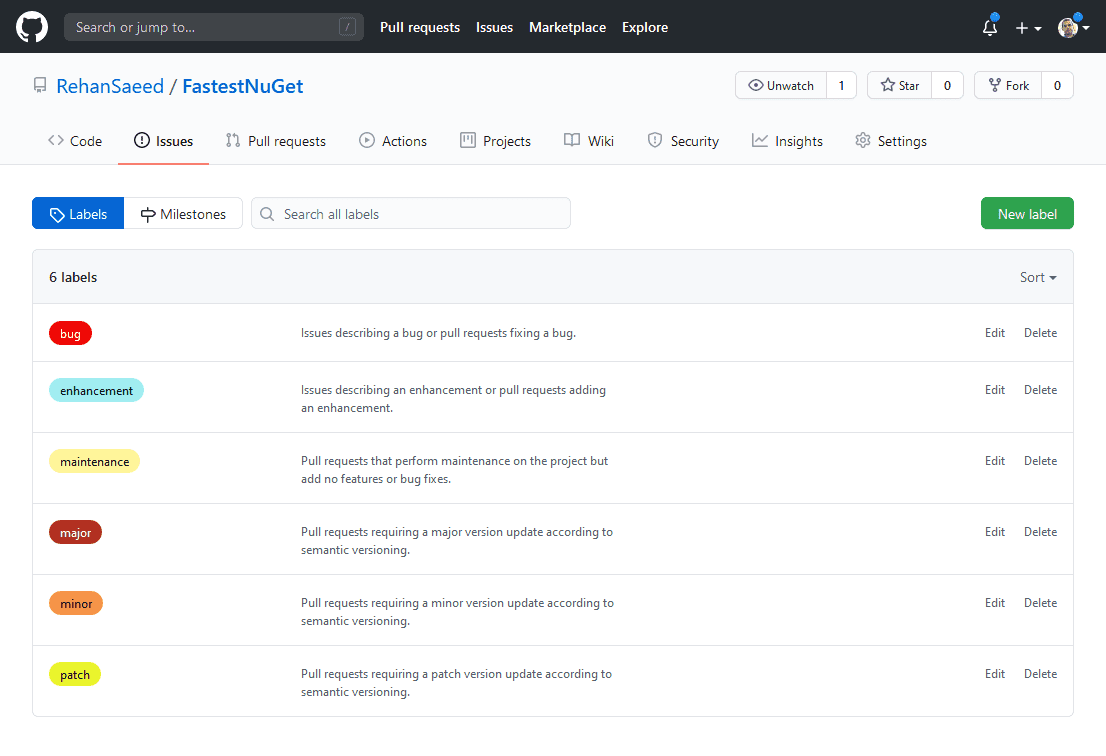 Search or jump to... / Pull requests Issues Marketplace Explore
RehanSaeed / FastestNuGet Unwatch 1 Star 0 Fork 0
Code Issues Pull requests Actions Projects Wiki Security Insights Settings
Labels Milestones Search all labels New label
6 labels Sort
bug Issues describing a bug or pull requests fixing a bug. Edit Delete
enhancement Issues describing an enhancement or pull requests adding Edit Delete
an enhancement.
maintenance Pull requests that perform maintenance on the project but Edit Delete
add no features or bug fixes.
major Pull requests requiring a major version update according to Edit Delete
semantic versioning.
minor Pull requests requiring a minor version update according to Edit Delete
semantic versioning.
patch Pull requests requiring a patch version update according to Edit Delete
semantic versioning.